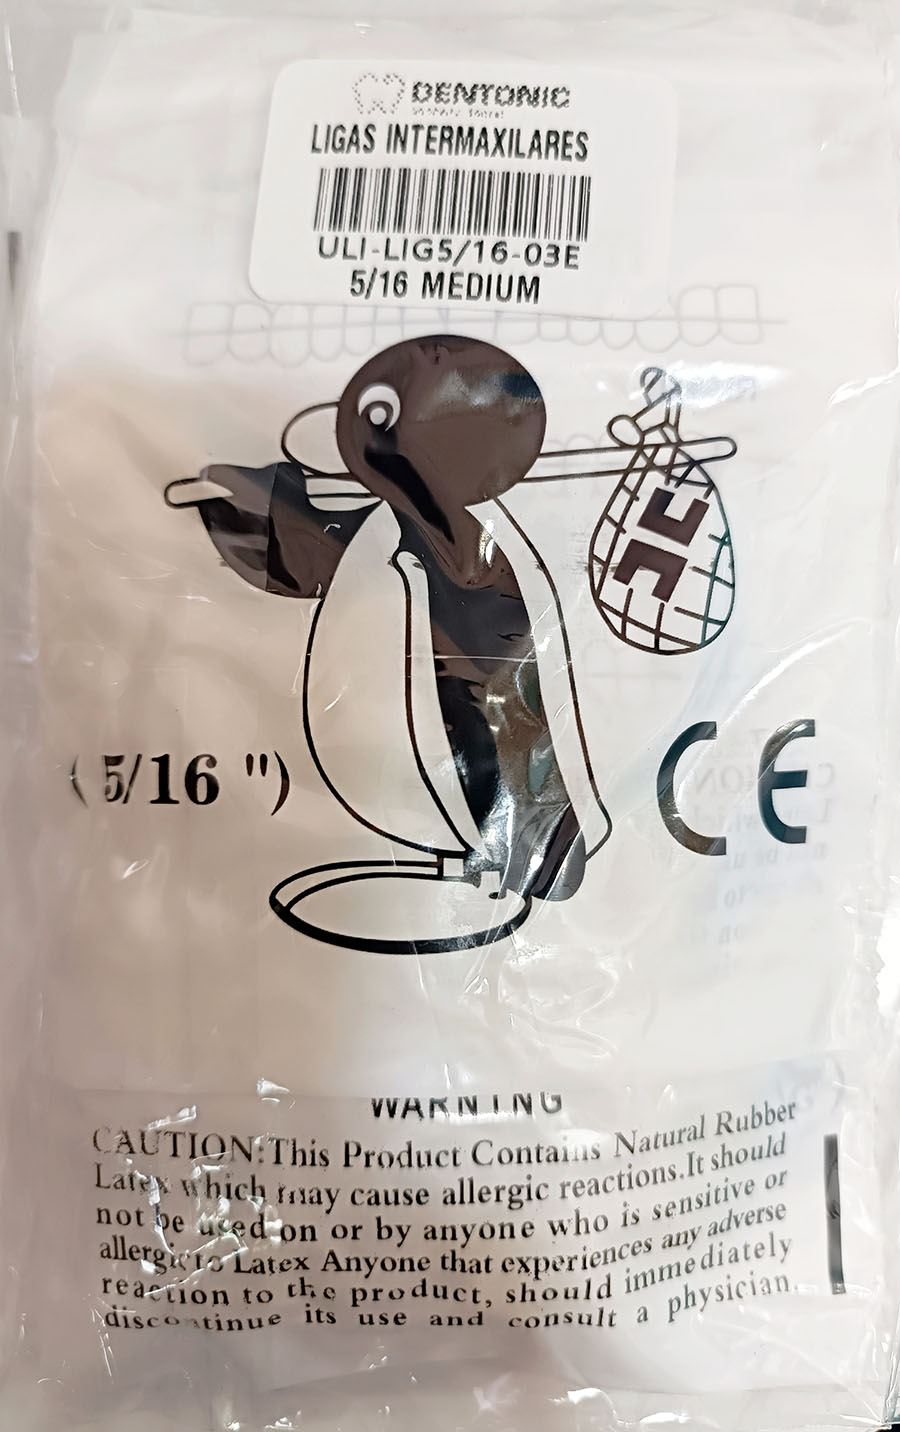 DENTONIC
LIGAS INTERMAXILARES
ULI-LIG5/16-03E
5/16 MEDIUM
( 5/16 ")
CE
WARNING
CAUTION:This Product Contains Natural Rubber
Latex which may cause allergic reactions.It should
not be used on or by anyone who is sensitive or
allergic to Latex Anyone that experiences any adverse
reaction to the product, should immediately
discontinue its use and consult a physician.